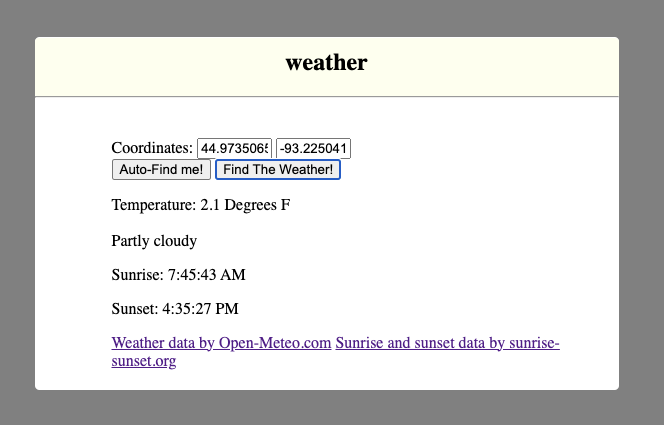 weather
Coordinates: 44.9735065 -93.225041
Auto-Find me! Find The Weather!
Temperature: 2.1 Degrees F
Partly cloudy
Sunrise: 7:45:43 AM
Sunset: 4:35:27 PM
Weather data by Open-Meteo.com Sunrise and sunset data by sunrise-
sunset.org